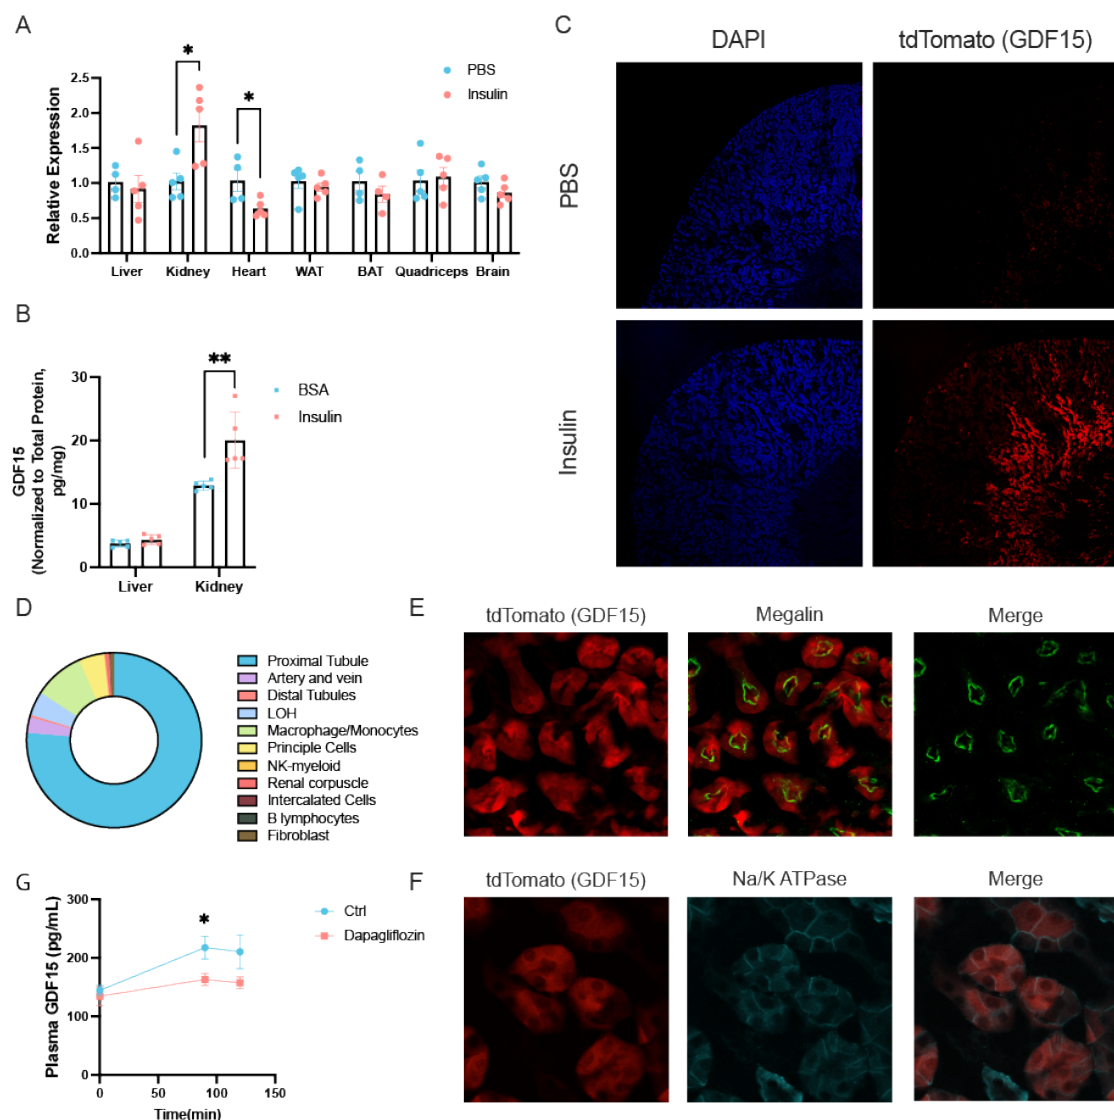 A
PBS
Insulin
Relative Expression
2.5
2.0
1.5
1.0
0.5
0.0
*
*
Liver Kidney Heart WAT BAT Quadriceps Brain
B
BSA
Insulin
GDF15
(Normalized to Total Protein,
pg/mg)
30
20
10
0
**
Liver Kidney
C
DAPI tdTomato (GDF15)
PBS
Insulin
D
Proximal Tubule
Artery and vein
Distal Tubules
LOH
Macrophage/Monocytes
Principle Cells
NK-myeloid
Renal corpuscle
Intercalated Cells
B lymphocytes
Fibroblast
E
tdTomato (GDF15) Megalin Merge
G
Plasma GDF15 (pg/mL)
300
200
100
0
*
Ctrl
Dapagliflozin
0 50 100 150
Time(min)
F
tdTomato (GDF15) Na/K ATPase Merge